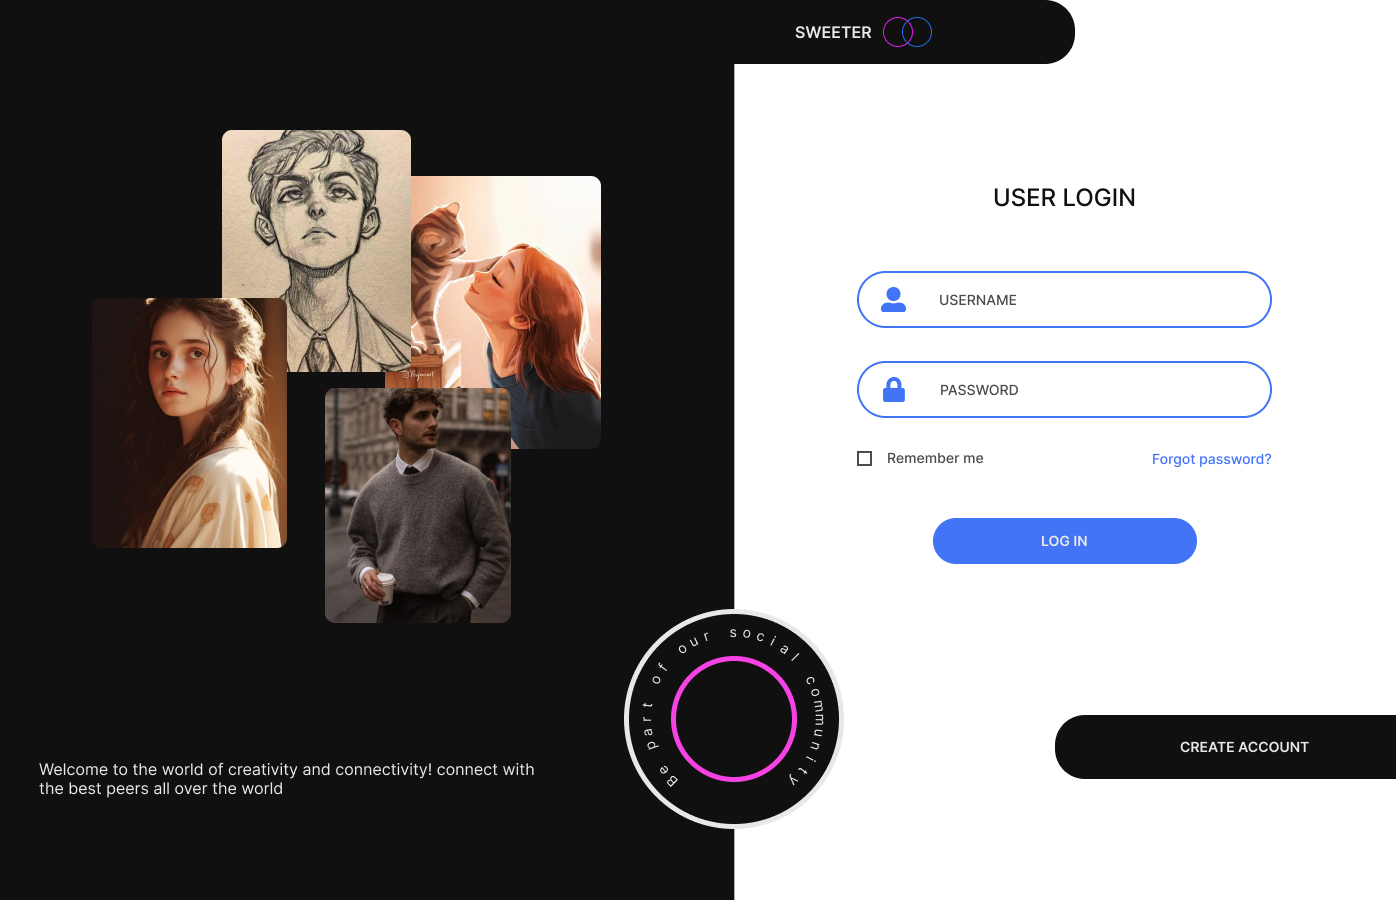 SWEETER
USER LOGIN
USERNAME
PASSWORD
Remember me
Forgot password?
LOG IN
Be part of our social community
CREATE ACCOUNT
Welcome to the world of creativity and connectivity! connect with
the best peers all over the world